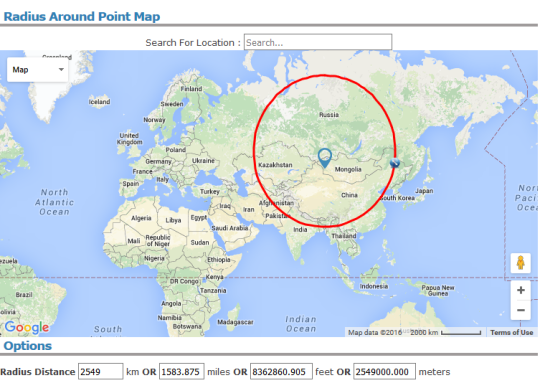 Radius Around Point Map
Search For Location : Search...
Map
Greenland
Iceland
Finland
Sweden
Norway
Russia
United Kingdom
Poland
Germany
Ukraine
Kazakhstan
Mongolia
France
Italy
Spain
Turkey
China
South Korea
Japan
North Atlantic Ocean
Iraq
Iran
Afghanistan
Pakistan
Algeria
Libya
Egypt
Saudi Arabia
India
Thailand
Mali
Republic of Niger
Sudan
Nigeria
Ethiopia
Kenya
DR Congo
Tanzania
Indonesia
Papua New Guinea
Brazil
Angola
Namibia
Botswana
Madagascar
Indian Ocean
South
Google
Map data ©2016
2000 km
Terms of Use
Options
Radius Distance 2549 km OR 1583.875 miles OR 8362860.905 feet OR 2549000.000 meters